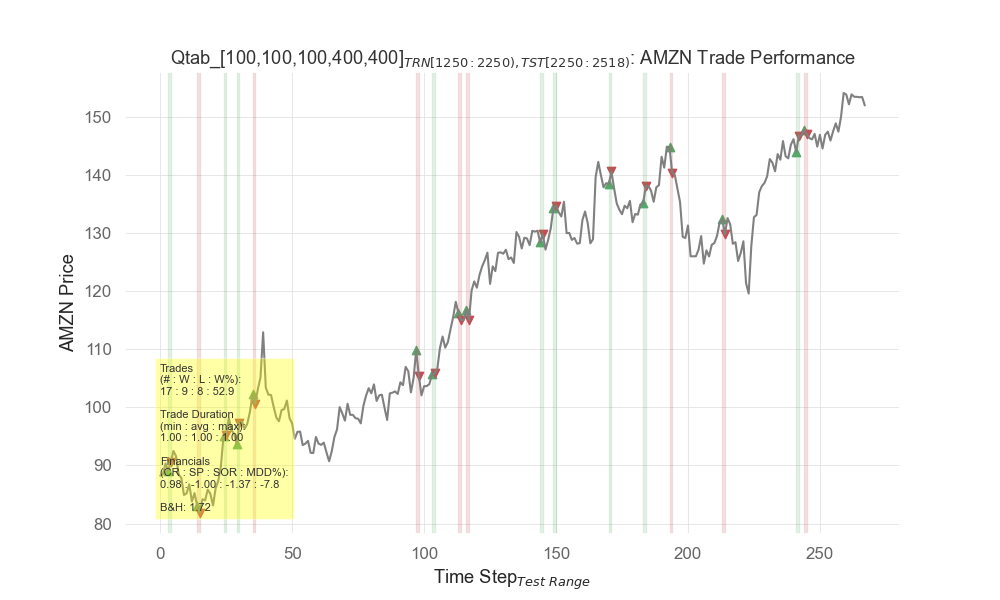 Qtab_[100,100,100,400,400]TRN[1250:2250),TST[2250:2518): AMZN Trade Performance
AMZN Price
150
140
130
120
110
100
90
80
Trades
(# : W : L : W%):
17 : 9 : 8 : 52.9
Trade Duration
(min : avg : max):
1.00 : 1.00 : 1.00
Financials
(CR : SP : SOR : MDD%):
0.98 : -1.00 : -1.37 : -7.8
B&H: 1.72
0 50 100 150 200 250
Time StepTest Range